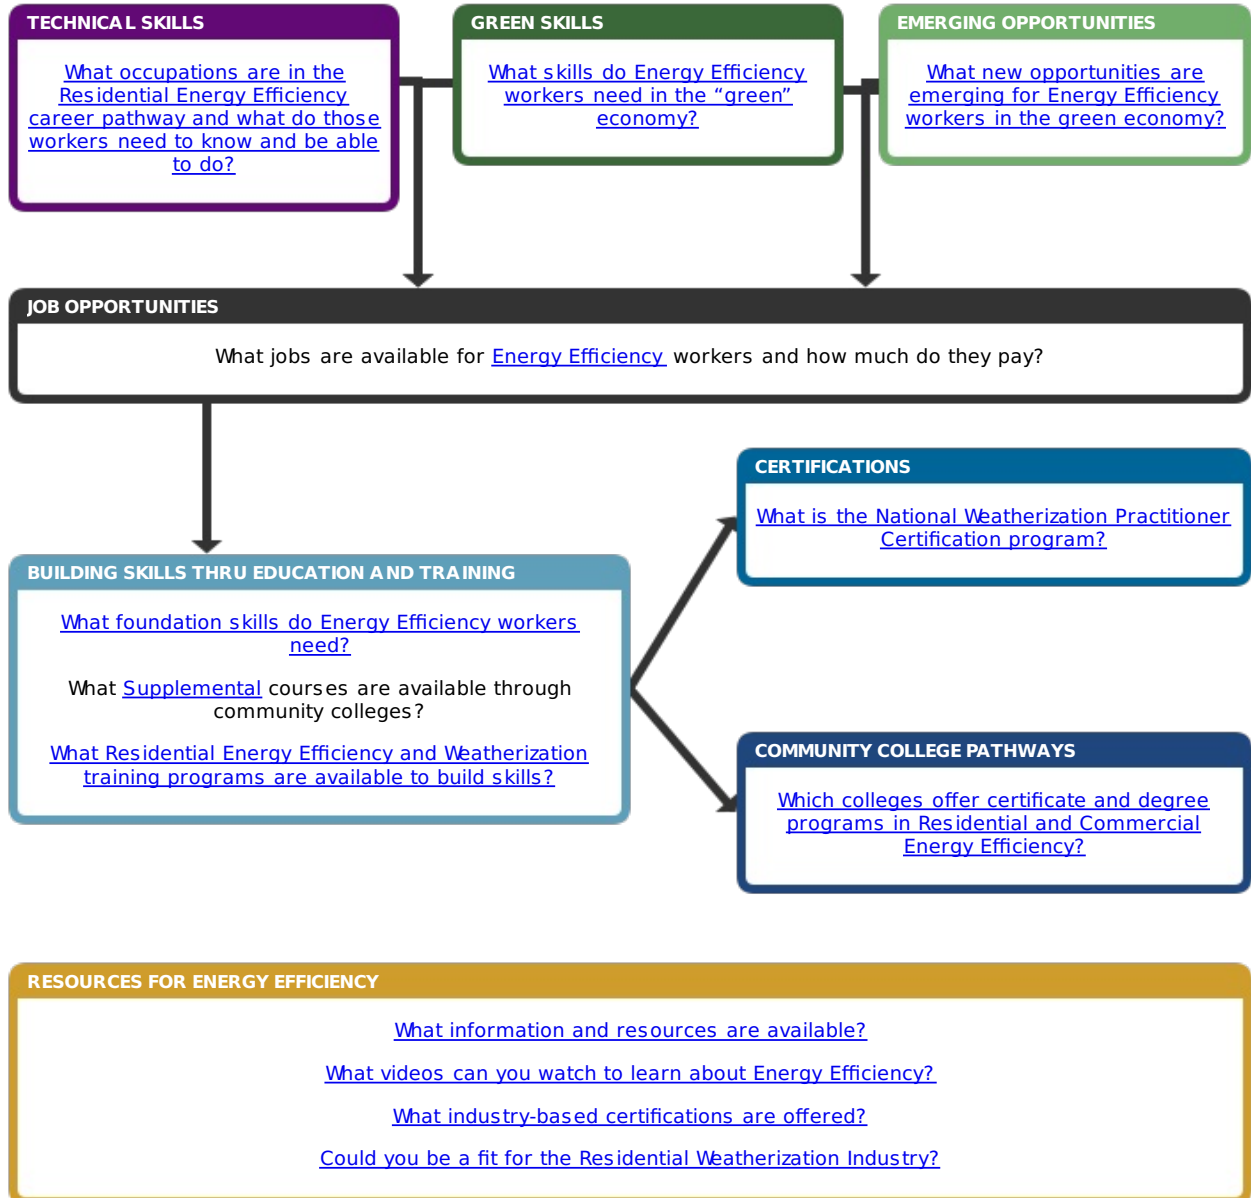 TECHNICAL SKILLS
What occupations are in the
Residential Energy Efficiency
career pathway and what do those
workers need to know and be able
to do?
GREEN SKILLS
What skills do Energy Efficiency
workers need in the “green”
economy?
EMERGING OPPORTUNITIES
What new opportunities are
emerging for Energy Efficiency
workers in the green economy?
JOB OPPORTUNITIES
What jobs are available for Energy Efficiency workers and how much do they pay?
BUILDING SKILLS THRU EDUCATION AND TRAINING
What foundation skills do Energy Efficiency workers
need?
What Supplemental courses are available through
community colleges?
What Residential Energy Efficiency and Weatherization
training programs are available to build skills?
CERTIFICATIONS
What is the National Weatherization Practitioner
Certification program?
COMMUNITY COLLEGE PATHWAYS
Which colleges offer certificate and degree
programs in Residential and Commercial
Energy Efficiency?
RESOURCES FOR ENERGY EFFICIENCY
What information and resources are available?
What videos can you watch to learn about Energy Efficiency?
What industry-based certifications are offered?
Could you be a fit for the Residential Weatherization Industry?